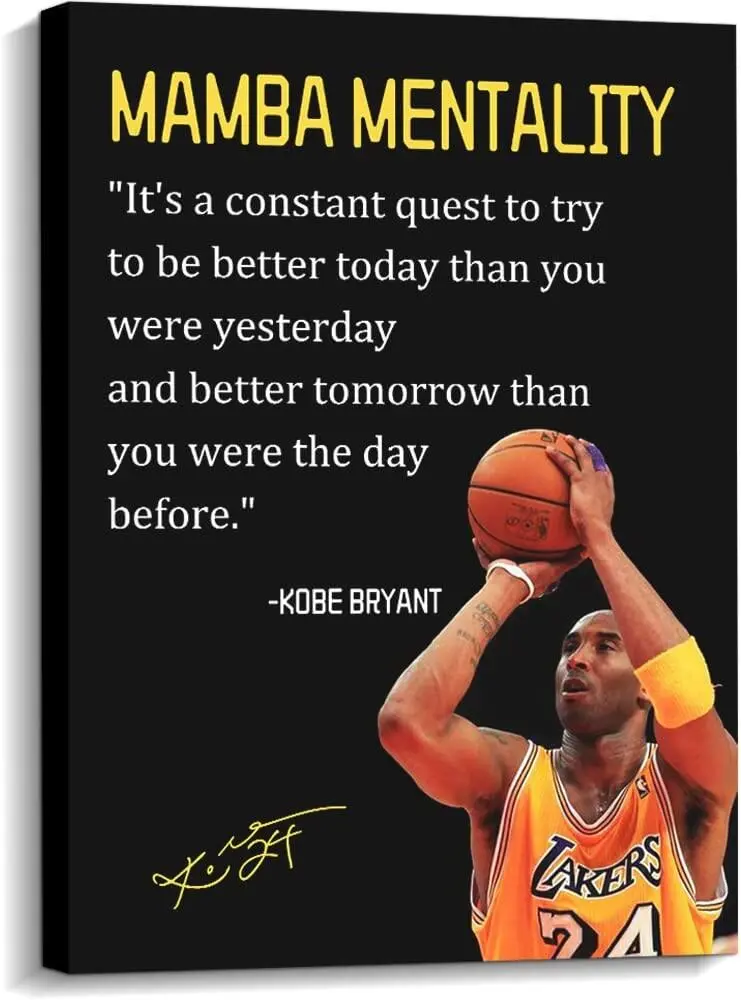 MAMBA MENTALITY
"It's a constant quest to try
to be better today than you
were yesterday
and better tomorrow than
you were the day
before."
-KOBE BRYANT
LAKERS
24